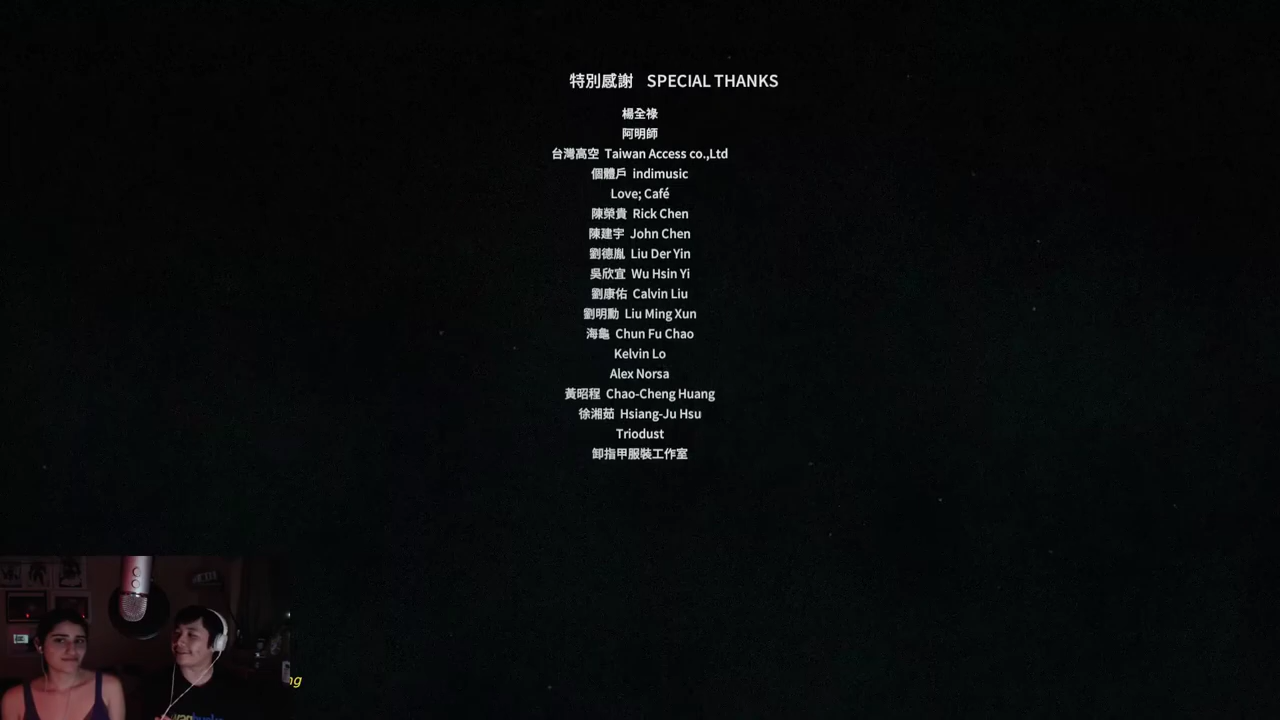 特別感謝 SPECIAL THANKS
楊全祿
阿明師
台灣高空 Taiwan Access co.,Ltd
個體戶 indimusic
Love; Café
陳榮貴 Rick Chen
陳建宇 John Chen
劉德胤 Liu Der Yin
吳欣宜 Wu Hsin Yi
劉康佑 Calvin Liu
劉明勳 Liu Ming Xun
海龜 Chun Fu Chao
Kelvin Lo
Alex Norsa
黃昭程 Chao-Cheng Huang
徐湘茹 Hsiang-Ju Hsu
Triodust
卸指甲服裝工作室
ng